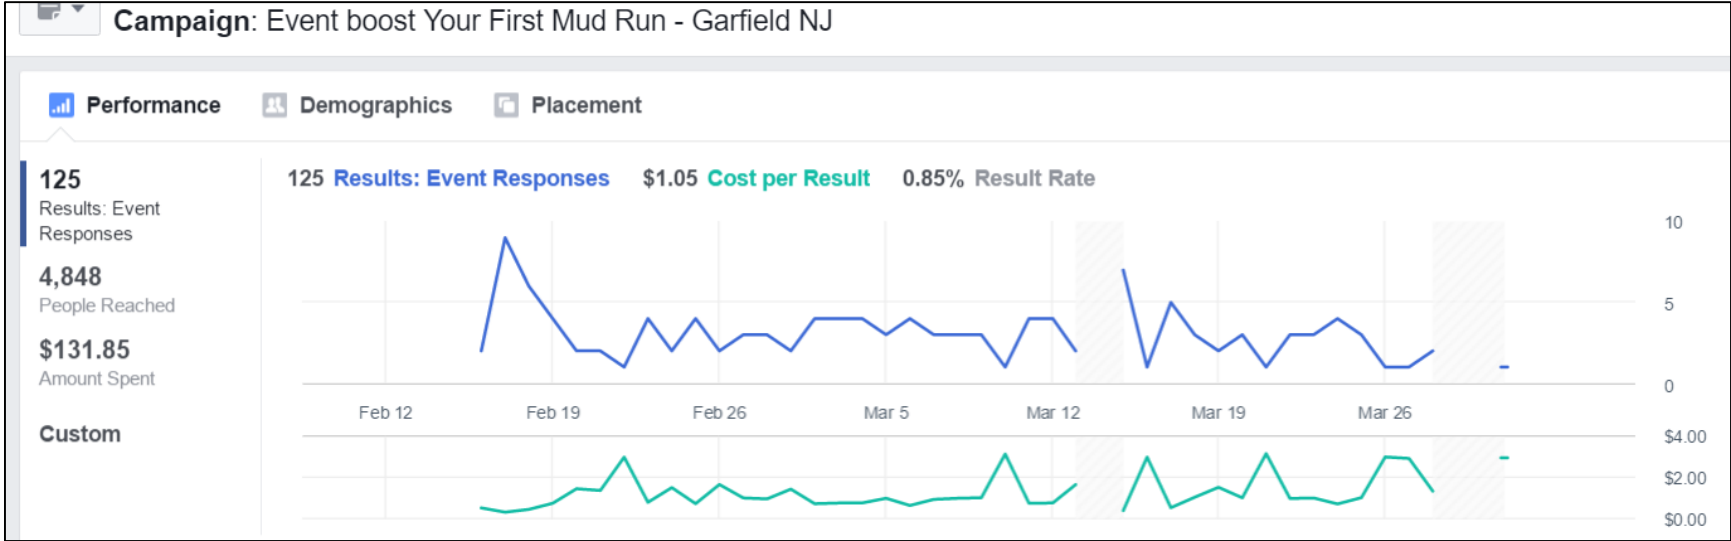 Campaign: Event boost Your First Mud Run - Garfield NJ
Performance Demographics Placement
125
Results: Event
Responses
4,848
People Reached
$131.85
Amount Spent
Custom
125 Results: Event Responses $1.05 Cost per Result 0.85% Result Rate
10
5
0
Feb 12 Feb 19 Feb 26 Mar 5 Mar 12 Mar 19 Mar 26
$4.00
$2.00
$0.00